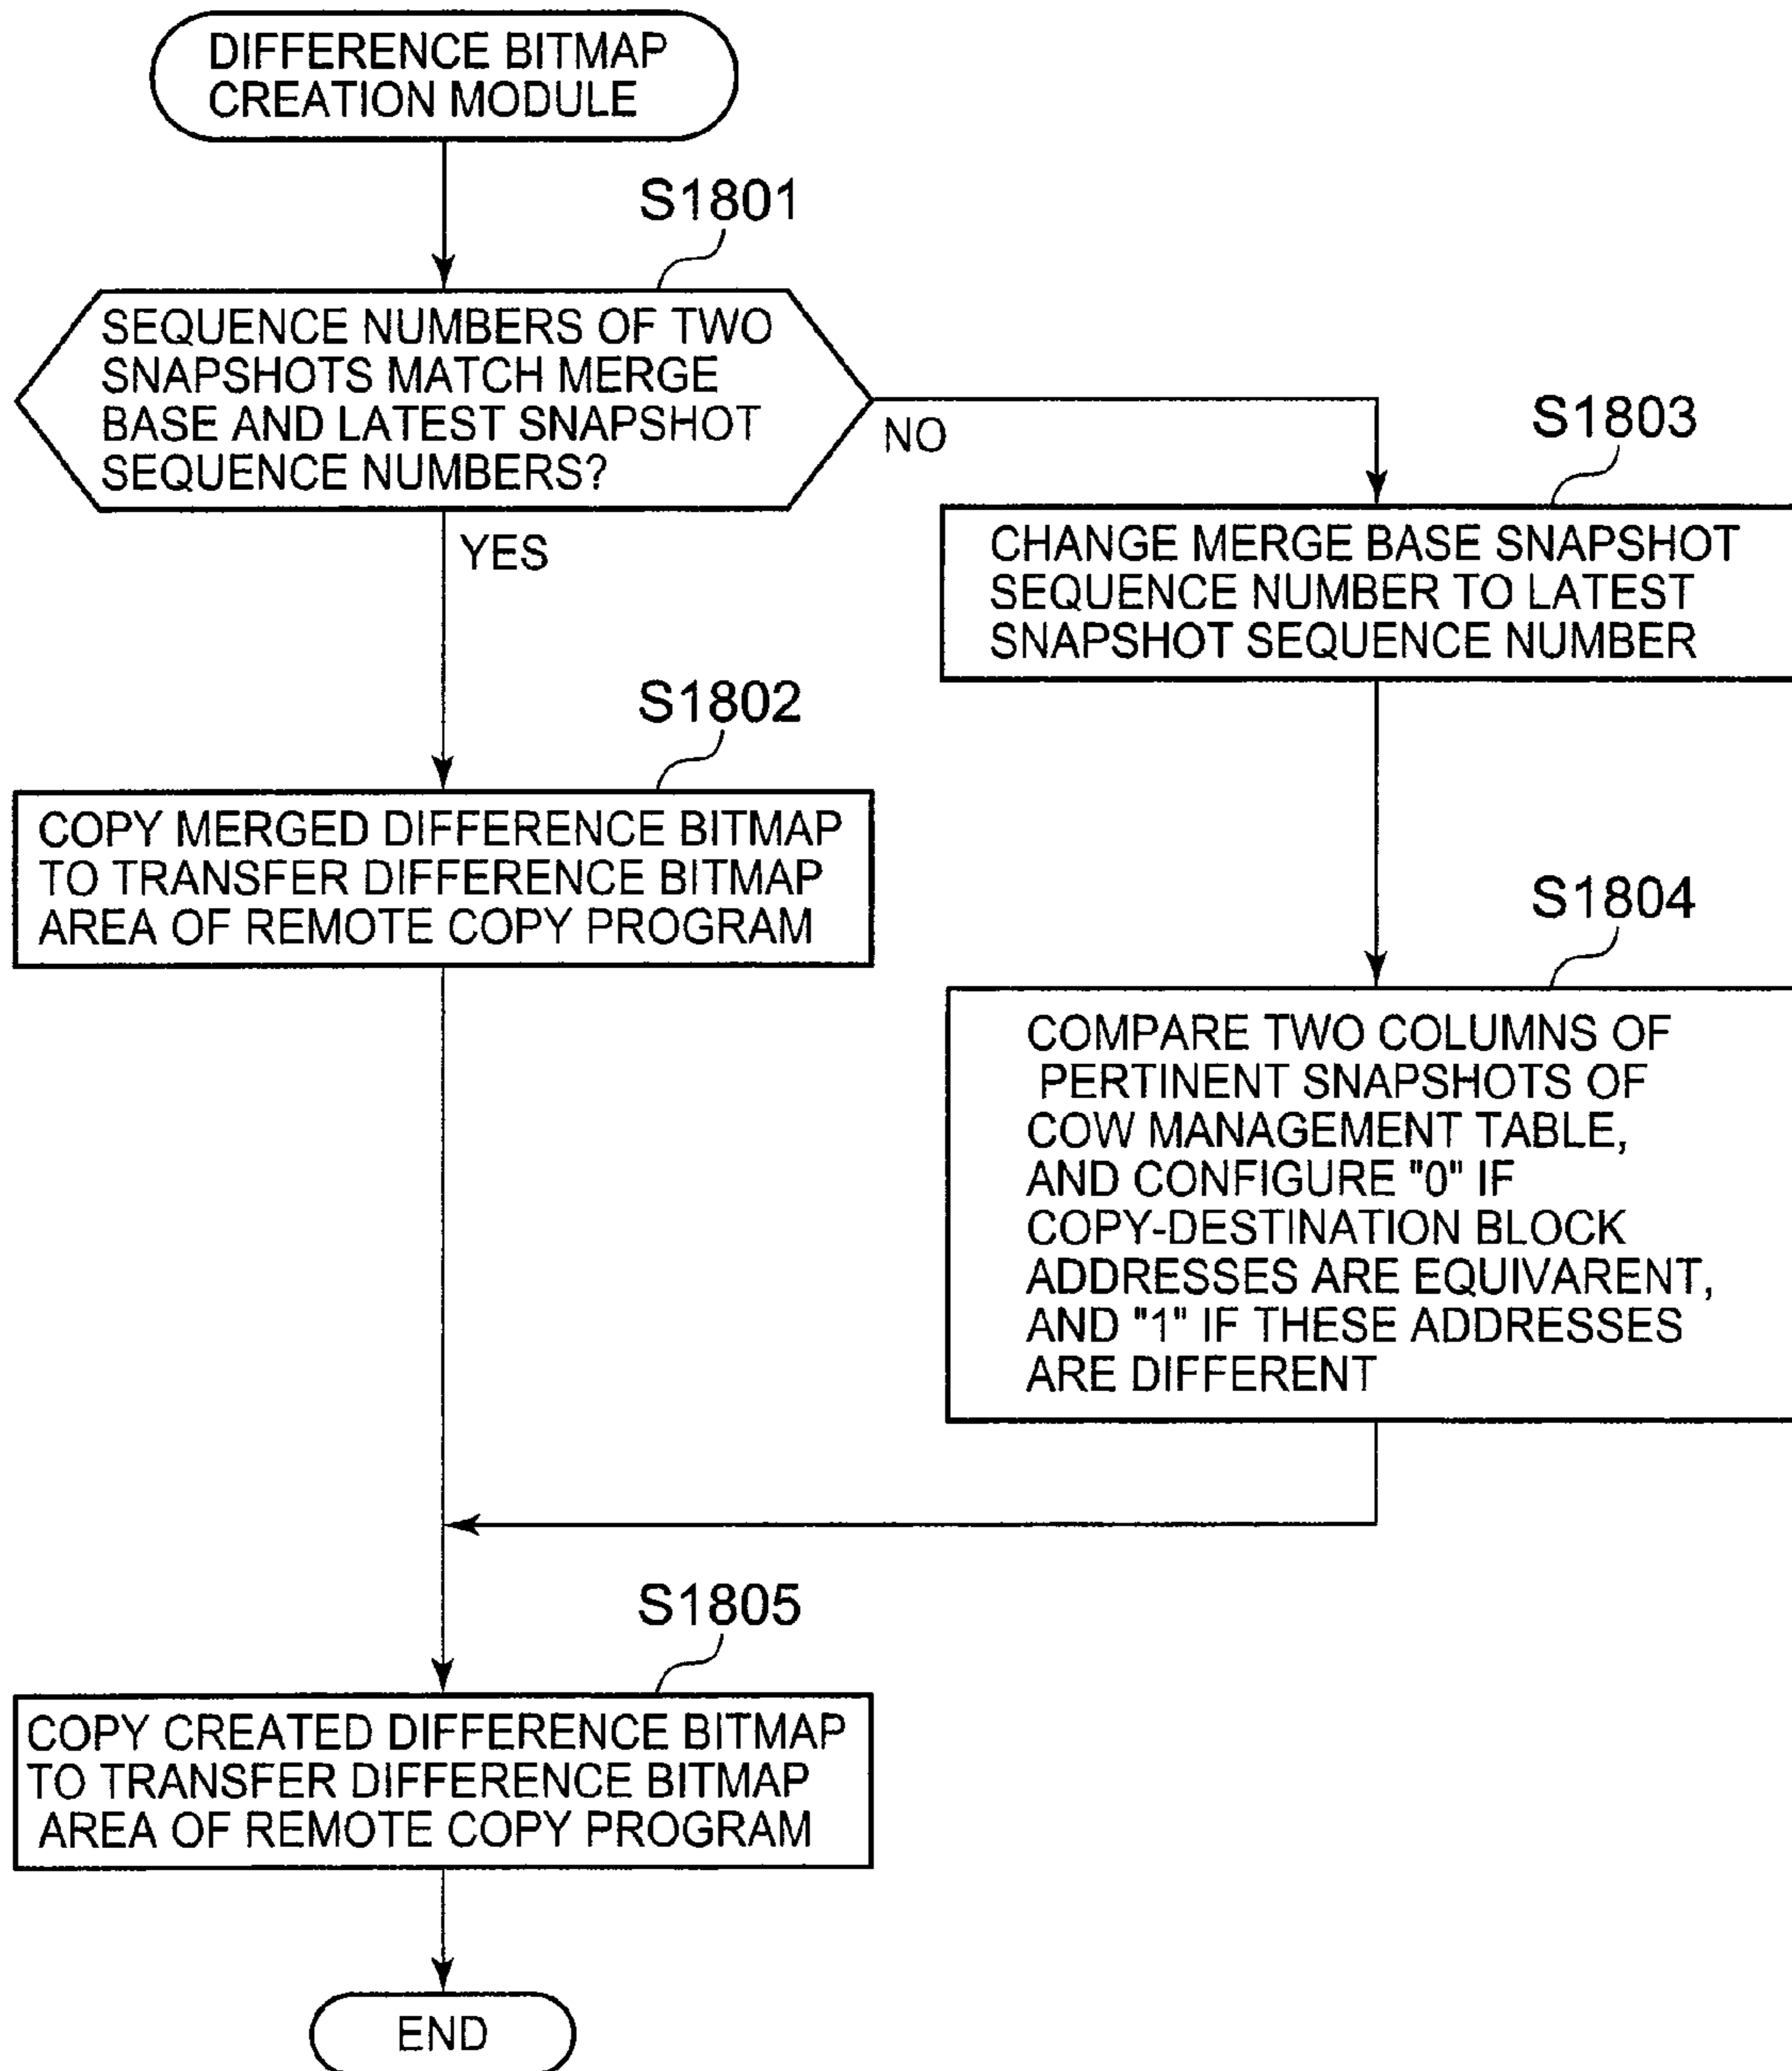 DIFFERENCE BITMAP
CREATION MODULE
S1801
SEQUENCE NUMBERS OF TWO
SNAPSHOTS MATCH MERGE
BASE AND LATEST SNAPSHOT
SEQUENCE NUMBERS?
NO
YES
S1803
CHANGE MERGE BASE SNAPSHOT
SEQUENCE NUMBER TO LATEST
SNAPSHOT SEQUENCE NUMBER
S1802
COPY MERGED DIFFERENCE BITMAP
TO TRANSFER DIFFERENCE BITMAP
AREA OF REMOTE COPY PROGRAM
S1804
COMPARE TWO COLUMNS OF
PERTINENT SNAPSHOTS OF
COW MANAGEMENT TABLE,
AND CONFIGURE "0" IF
COPY-DESTINATION BLOCK
ADDRESSES ARE EQUIVARENT,
AND "1" IF THESE ADDRESSES
ARE DIFFERENT
S1805
COPY CREATED DIFFERENCE BITMAP
TO TRANSFER DIFFERENCE BITMAP
AREA OF REMOTE COPY PROGRAM
END